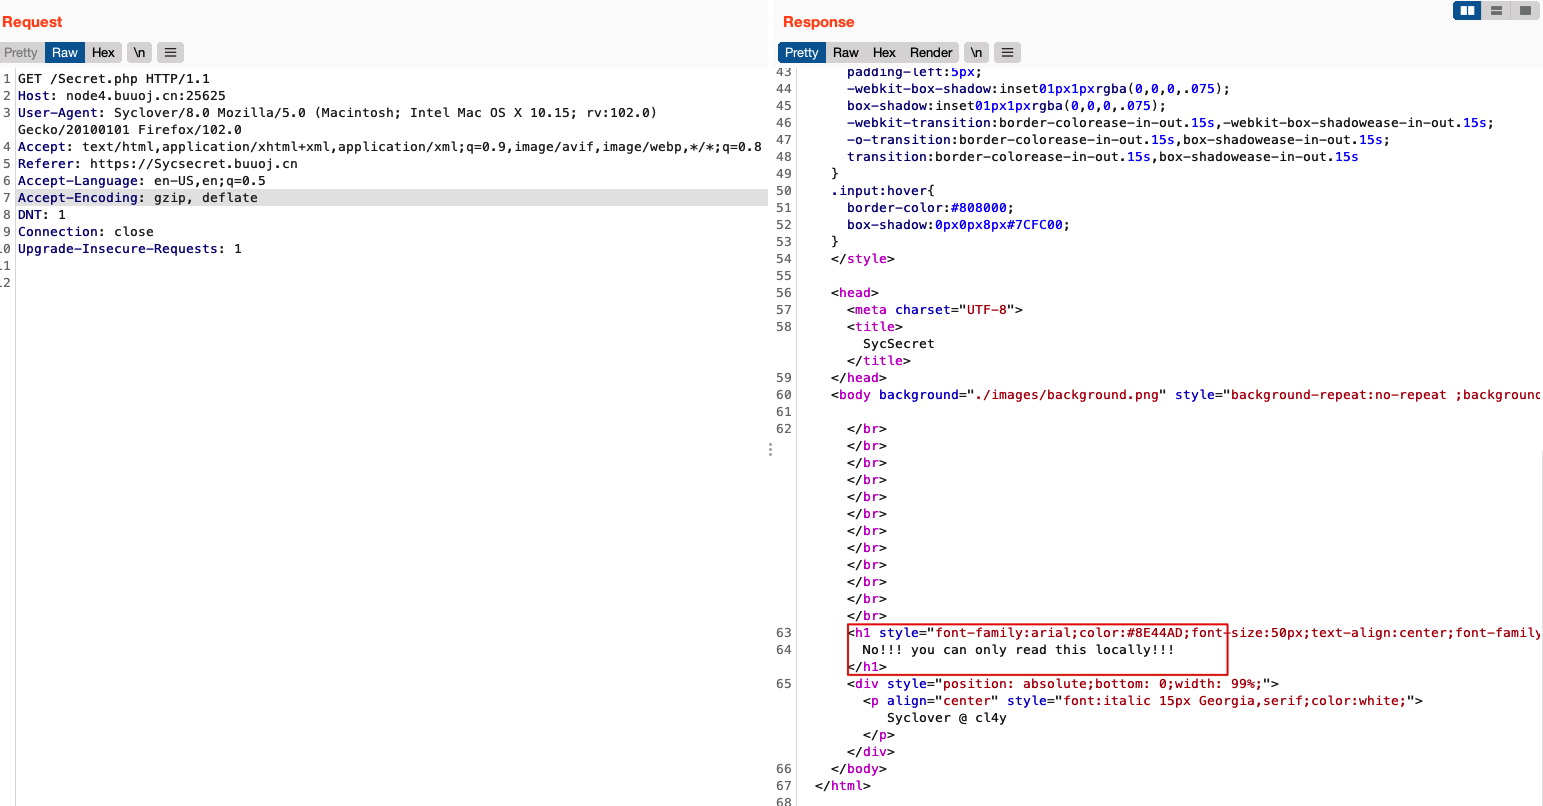 Request
Pretty Raw Hex \n
1 GET /Secret.php HTTP/1.1
2 Host: node4.buuoj.cn:25625
3 User-Agent: Syclover/8.0 Mozilla/5.0 (Macintosh; Intel Mac OS X 10.15; rv:102.0)
Gecko/20100101 Firefox/102.0
4 Accept: text/html,application/xhtml+xml,application/xml;q=0.9,image/avif,image/webp,*/*;q=0.8
5 Referer: https://Sycsecret.buuoj.cn
6 Accept-Language: en-US,en;q=0.5
7 Accept-Encoding: gzip, deflate
8 DNT: 1
9 Connection: close
10 Upgrade-Insecure-Requests: 1
11
12
Response
Pretty Raw Hex Render \n
43 padding-left:5px;
44 -webkit-box-shadow:inset01px1pxrgba(0,0,0,.075);
45 box-shadow:inset01px1pxrgba(0,0,0,.075);
46 -webkit-transition:border-colorease-in-out.15s,-webkit-box-shadowease-in-out.15s;
47 -o-transition:border-colorease-in-out.15s,box-shadowease-in-out.15s;
48 transition:border-colorease-in-out.15s,box-shadowease-in-out.15s
49 }
50 .input:hover{
51 border-color:#808000;
52 box-shadow:0px0px8px#7CFC00;
53 }
54 </style>
55
56 <head>
57 <meta charset="UTF-8">
58 <title>
SycSecret
</title>
59 </head>
60 <body background="./images/background.png" style="background-repeat:no-repeat ;background
61
62 </br>
</br>
</br>
</br>
</br>
</br>
</br>
</br>
</br>
</br>
</br>
</br>
63 <h1 style="font-family:arial;color:#8E44AD;font-size:50px;text-align:center;font-family
64 No!!! you can only read this locally!!!
</h1>
65 <div style="position: absolute;bottom: 0;width: 99%;">
<p align="center" style="font:italic 15px Georgia,serif;color:white;">
Syclover @ cl4y
</p>
</div>
66 </body>
67 </html>
68